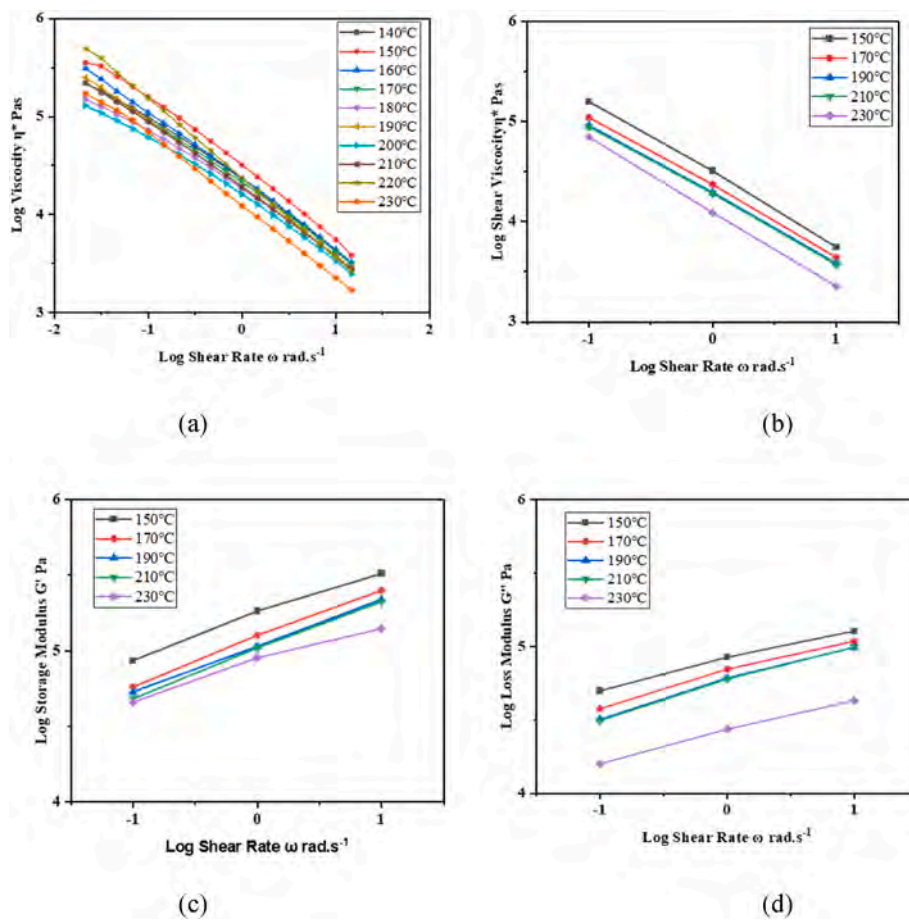 6
5
4
3
-2
-1
0
1
2
Log Viscocity η* Pas
Log Shear Rate ω rad.s-1
140°C
150°C
160°C
170°C
180°C
190°C
200°C
210°C
220°C
230°C
(a)
6
5
4
3
-1
0
1
Log Shear Viscocityη* Pas
Log Shear Rate ω rad.s-1
150°C
170°C
190°C
210°C
230°C
(b)
6
5
4
-1
0
1
Log Storage Modulus G' Pa
Log Shear Rate ω rad.s-1
150°C
170°C
190°C
210°C
230°C
(c)
6
5
4
-1
0
1
Log Loss Modulus G" Pa
Log Shear Rate ω rad.s-1
150°C
170°C
190°C
210°C
230°C
(d)